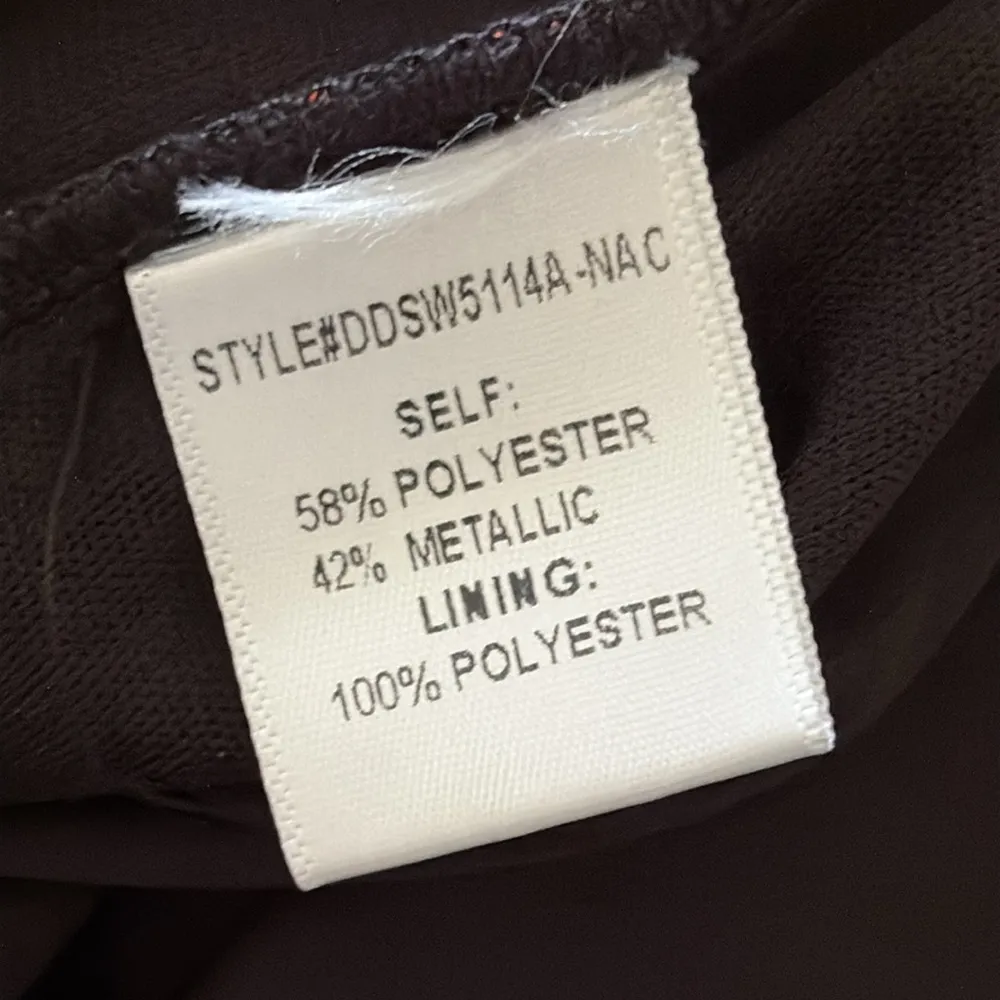 STYLE#DDSW5114A-NAC
SELF:
58% POLYESTER
42% METALLIC
LINING:
100% POLYESTER